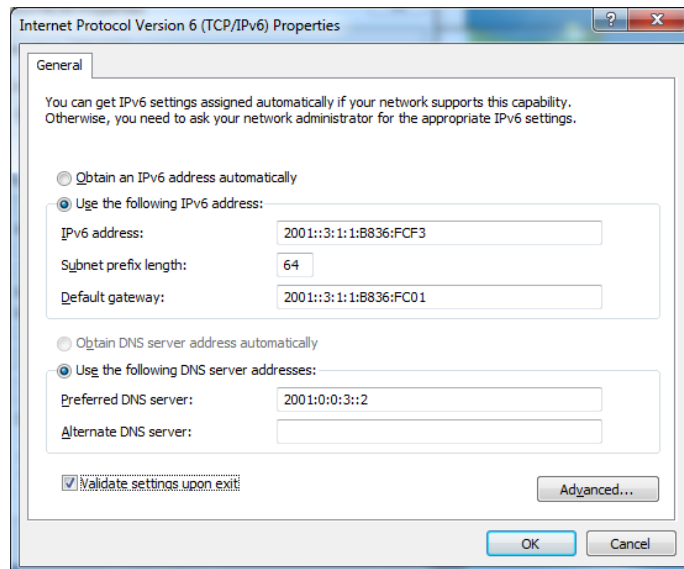 Internet Protocol Version 6 (TCP/IPv6) Properties
General
You can get IPv6 settings assigned automatically if your network supports this capability.
Otherwise, you need to ask your network administrator for the appropriate IPv6 settings.
Obtain an IPv6 address automatically
Use the following IPv6 address:
IPv6 address: 2001::3:1:1:B836:FCF3
Subnet prefix length: 64
Default gateway: 2001::3:1:1:B836:FC01
Obtain DNS server address automatically
Use the following DNS server addresses:
Preferred DNS server: 2001:0:0:3::2
Alternate DNS server:
Validate settings upon exit
Advanced...
OK Cancel